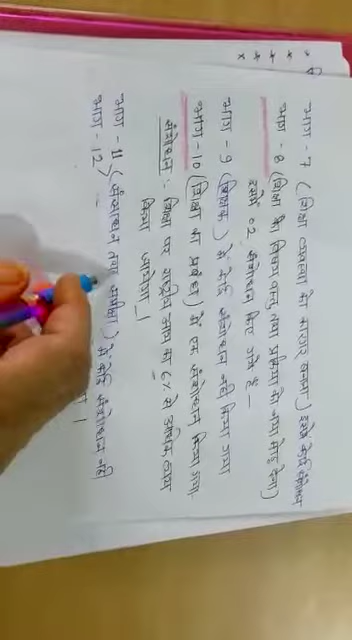 भाग - 7 (शिक्षा व्यवस्था को कारगर बनाना) इसमें कोई संशोधन
भाग - 8 (शिक्षा की विषय वस्तु तथा प्रक्रिया को नया मोड़ देना)
इसमें 02 संशोधन किए गये हैं -
भाग - 9 (शिक्षक) में कोई संशोधन नहीं किया गया
भाग - 10 (शिक्षा का प्रबंध) में एक संशोधन किया गया
संशोधन :- शिक्षा पर राष्ट्रीय आय का 6% से अधिक व्यय
किया जायेगा।
भाग - 11 (संसाधन तथा समीक्षा) में कोई संशोधन नहीं
भाग - 12